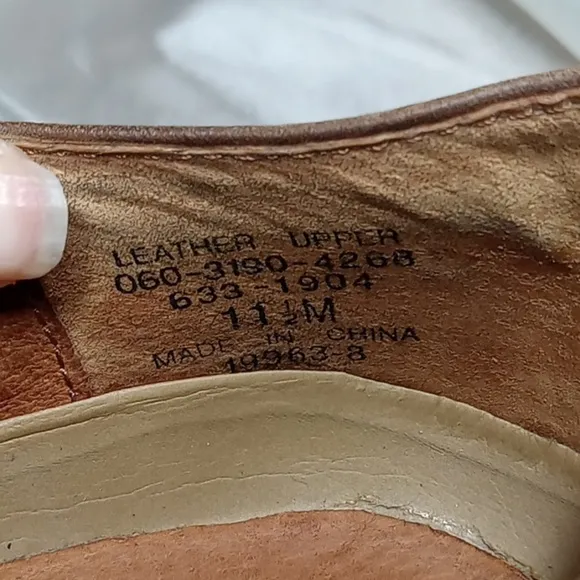 LEATHER UPPER
060-3190-4268
633-1904
11½M
MADE IN CHINA
19963-8